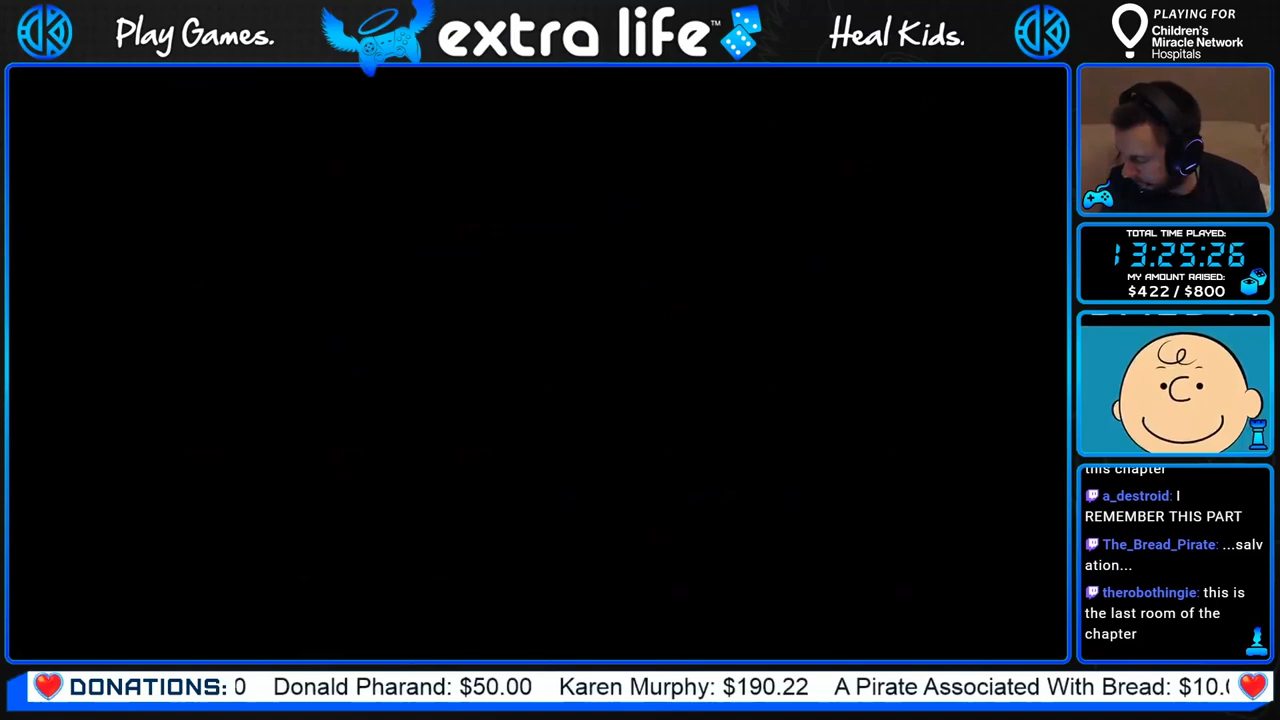 Play Games.
extra life™
Heal Kids.
PLAYING FOR
Children's
Miracle Network
Hospitals
TOTAL TIME PLAYED:
13:25:26
MY AMOUNT RAISED:
$422 / $800
this chapter
a_destroid: I
REMEMBER THIS PART
The_Bread_Pirate: ...salv
ation...
therobothingie: this is
the last room of the
chapter
DONATIONS: 0 Donald Pharand: $50.00 Karen Murphy: $190.22 A Pirate Associated With Bread: $10.